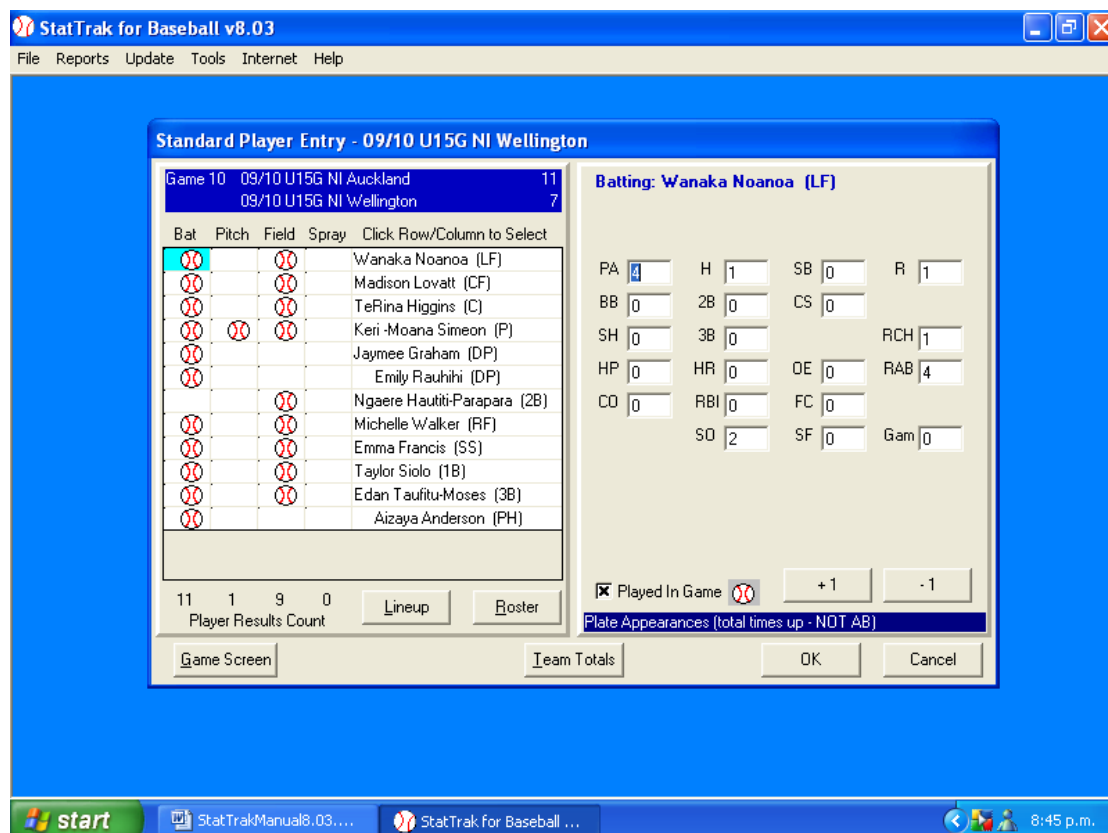 StatTrak for Baseball v8.03
File Reports Update Tools Internet Help
Standard Player Entry - 09/10 U15G NI Wellington
Game 10 09/10 U15G NI Auckland 11
09/10 U15G NI Wellington 7
Bat Pitch Field Spray Click Row/Column to Select
Wanaka Noanoa (LF)
Madison Lovatt (CF)
TeRina Higgins (C)
Keri -Moana Simeon (P)
Jaymee Graham (DP)
Emily Rauhihi (DP)
Ngaere Hautiti-Parapara (2B)
Michelle Walker (RF)
Emma Francis (SS)
Taylor Siolo (1B)
Edan Taufitu-Moses (3B)
Aizaya Anderson (PH)
11 1 9 0
Player Results Count
Lineup Roster
Batting: Wanaka Noanoa (LF)
PA 4 H 1 SB 0 R 1
BB 0 2B 0 CS 0
SH 0 3B 0 RCH 1
HP 0 HR 0 OE 0 RAB 4
CO 0 RBI 0 FC 0
SO 2 SF 0 Gam 0
Played In Game +1 -1
Plate Appearances (total times up - NOT AB)
Game Screen Team Totals OK Cancel
start StatTrakManual8.03.... StatTrak for Baseball ... 8:45 p.m.